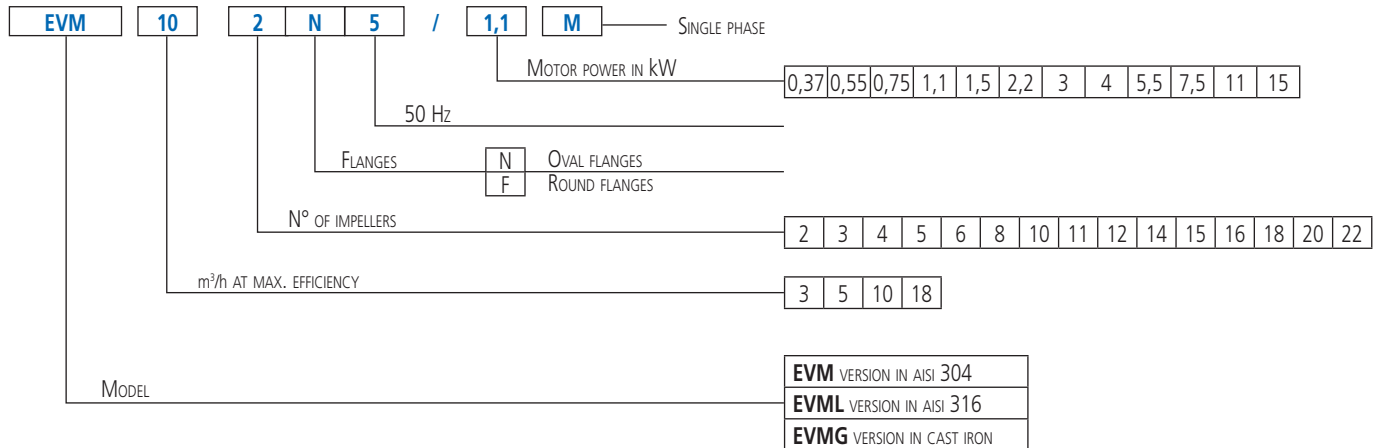 EVM 10 2 N 5 / 1,1 M SINGLE PHASE
MOTOR POWER IN kW 0,37 0,55 0,75 1,1 1,5 2,2 3 4 5,5 7,5 11 15
50 HZ
FLANGES N OVAL FLANGES
F ROUND FLANGES
N° OF IMPELLERS 2 3 4 5 6 8 10 11 12 14 15 16 18 20 22
m³/h AT MAX. EFFICIENCY 3 5 10 18
EVM VERSION IN AISI 304
MODEL EVML VERSION IN AISI 316
EVMG VERSION IN CAST IRON